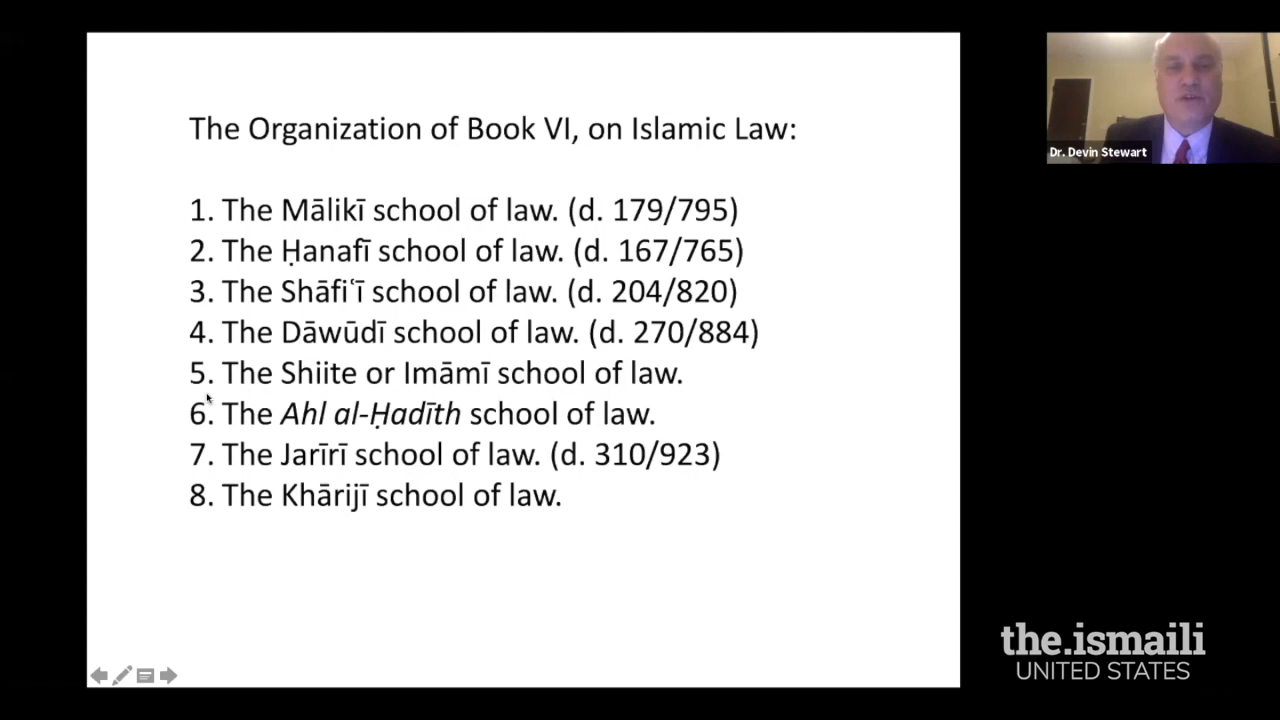 The Organization of Book VI, on Islamic Law:
1. The Mālikī school of law. (d. 179/795)
2. The Ḥanafī school of law. (d. 167/765)
3. The Shāfiʿī school of law. (d. 204/820)
4. The Dāwūdī school of law. (d. 270/884)
5. The Shiite or Imāmī school of law.
6. The Ahl al-Ḥadīth school of law.
7. The Jarīrī school of law. (d. 310/923)
8. The Khārijī school of law.
Dr. Devin Stewart
the.ismaili
UNITED STATES